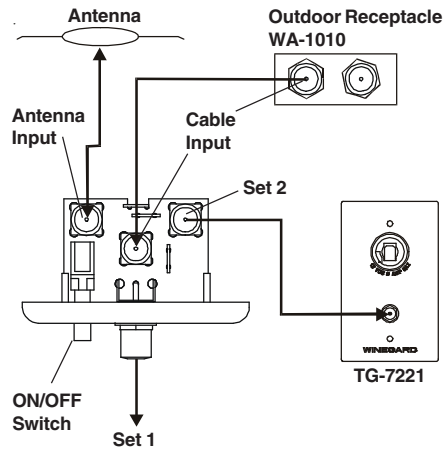 Antenna
Outdoor Receptacle
WA-1010
Antenna
Input
Cable
Input
Set 2
WINEGARD
TG-7221
ON/OFF
Switch
Set 1